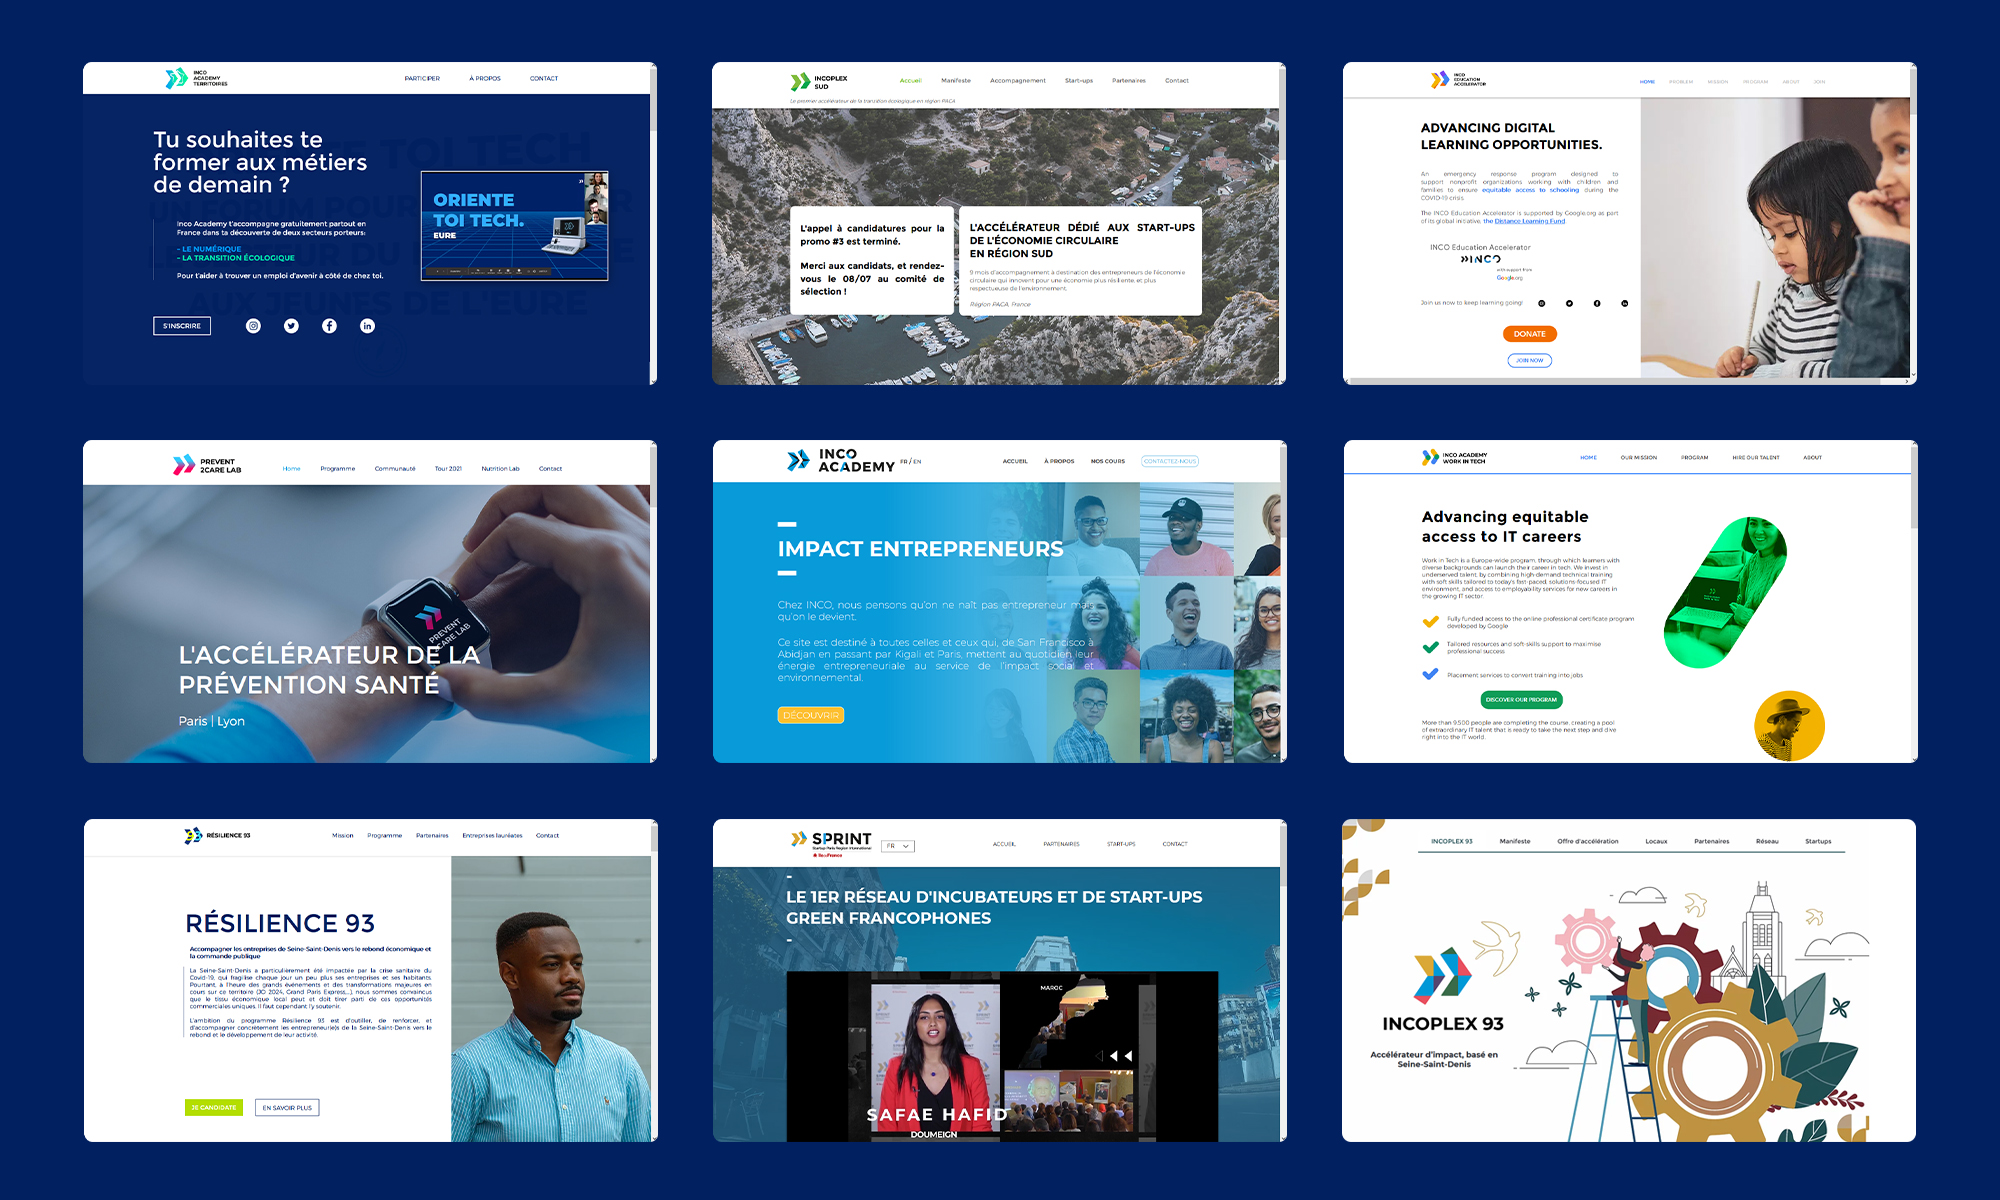 INCO
ACADEMY
TERRITOIRES
PARTICIPER
À PROPOS
CONTACT
Tu souhaites te
former aux métiers
de demain ?
Inco Academy t'accompagne gratuitement partout en
France dans ta découverte de deux secteurs porteurs:
- LE NUMÉRIQUE
- LA TRANSITION ÉCOLOGIQUE
Pour t'aider à trouver un emploi d'avenir à côté de chez toi.
S'INSCRIRE
ORIENTE
TOI TECH.
EURE
INCOPLEX
SUD
Accueil
Manifeste
Accompagnement
Start-ups
Partenaires
Contact
Le premier accélérateur de la transition écologique en région PACA
L'appel à candidatures pour la
promo #3 est terminé.
Merci aux candidats, et rendez-
vous le 08/07 au comité de
sélection !
L'ACCÉLÉRATEUR DÉDIÉ AUX START-UPS
DE L'ÉCONOMIE CIRCULAIRE
EN RÉGION SUD
9 mois d'accompagnement à destination des entrepreneurs de l'économie
circulaire qui innovent pour une économie plus résiliente, et plus
respectueuse de l'environnement.
Région PACA, France
INCO
EDUCATION
ACCELERATOR
HOME
PROBLEM
MISSION
PROGRAM
ABOUT
JOIN
ADVANCING DIGITAL
LEARNING OPPORTUNITIES.
An emergency response program designed to
support nonprofit organizations working with children and
families to ensure equitable access to schooling during the
COVID-19 crisis.
The INCO Education Accelerator is supported by Google.org as part
of its global initiative, the Distance Learning Fund.
INCO Education Accelerator
INCO
with support from
Google.org
Join us now to keep learning going!
DONATE
JOIN NOW
PREVENT
2CARE LAB
Home
Programme
Communauté
Tour 2021
Nutrition Lab
Contact
PREVENT
2CARE LAB
L'ACCÉLÉRATEUR DE LA
PRÉVENTION SANTÉ
Paris | Lyon
INCO
ACADEMY
FR / EN
ACCUEIL
À PROPOS
NOS COURS
CONTACTEZ-NOUS
IMPACT ENTREPRENEURS
Chez INCO, nous pensons qu'on ne naît pas entrepreneur mais
qu'on le devient.
Ce site est destiné à toutes celles et ceux qui, de San Francisco à
Abidjan en passant par Kigali et Paris, mettent au quotidien leur
énergie entrepreneuriale au service de l'impact social et
environnemental.
DÉCOUVRIR
INCO ACADEMY
WORK IN TECH
HOME
OUR MISSION
PROGRAM
HIRE OUR TALENT
ABOUT
Advancing equitable
access to IT careers
Work in Tech is a Europe-wide program, through which learners with
diverse backgrounds can launch their career in tech. We invest in
underserved talent, by combining high-demand technical training
with soft skills tailored to today's fast-paced, solutions-focused IT
environment, and access to employability services for new careers in
the growing IT sector.
Fully funded access to the online professional certificate program
developed by Google
Tailored resources and soft-skills support to maximise
professional success
Placement services to convert training into jobs
DISCOVER OUR PROGRAM
More than 9,500 people are completing the course, creating a pool
of extraordinary IT talent that is ready to take the next step and dive
right into the IT world.
RÉSILIENCE 93
Mission
Programme
Partenaires
Entreprises lauréates
Contact
RÉSILIENCE 93
Accompagner les entreprises de Seine-Saint-Denis vers le rebond économique et
la commande publique
La Seine-Saint-Denis a particulièrement été impactée par la crise sanitaire du
Covid-19, qui fragilise chaque jour un peu plus ses entreprises et ses habitants.
Pourtant, à l'heure des grands événements et des transformations majeures en
cours sur ce territoire (JO 2024, Grand Paris Express,...), nous sommes convaincus
que le tissu économique local peut et doit tirer parti de ces opportunités
commerciales uniques. Il faut cependant l'y soutenir.
L'ambition du programme Résilience 93 est d'outiller, de renforcer, et
d'accompagner concrètement les entrepreneur(e)s de la Seine-Saint-Denis vers le
rebond et le développement de leur activité.
JE CANDIDATE
EN SAVOIR PLUS
SPRINT
Startup Paris Region International
FR
ACCUEIL
PARTENAIRES
START-UPS
CONTACT
LE 1ER RÉSEAU D'INCUBATEURS ET DE START-UPS
GREEN FRANCOPHONES
MAROC
SAFAE HAFID
DOUMEIGN
INCOPLEX 93
Manifeste
Offre d'accélération
Locaux
Partenaires
Réseau
Startups
INCOPLEX 93
Accélérateur d'impact, basé en
Seine-Saint-Denis